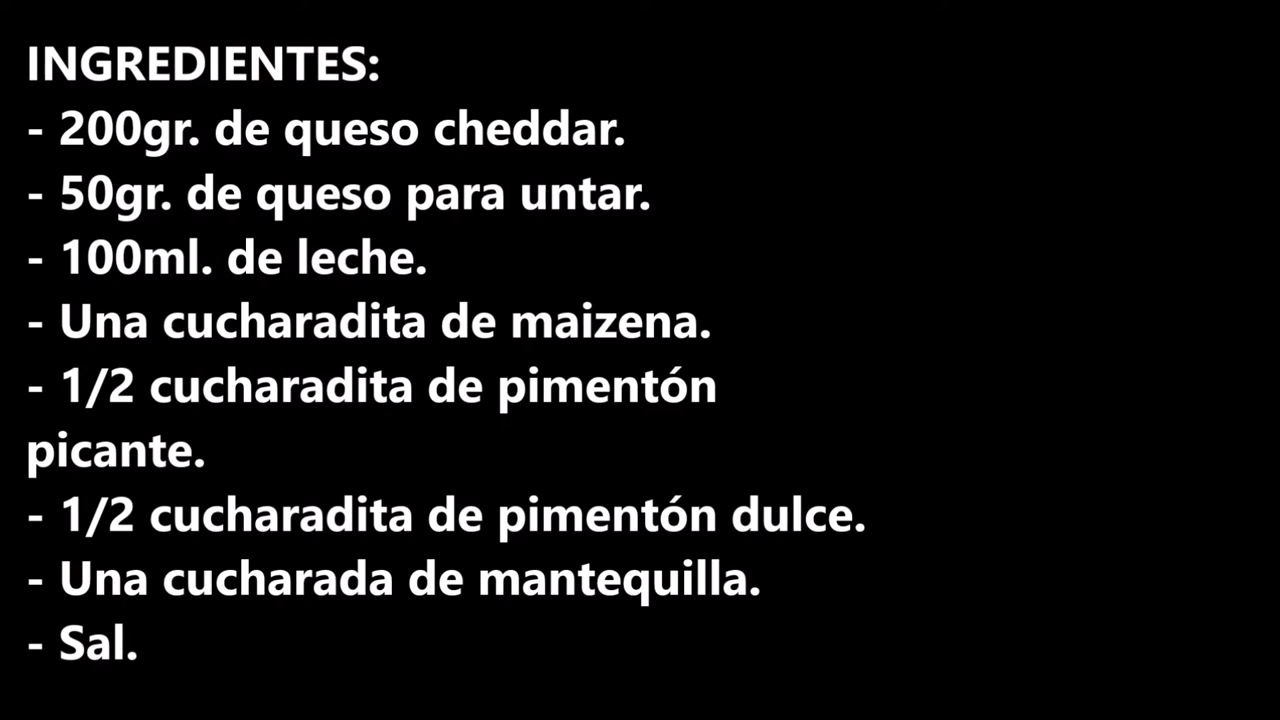 INGREDIENTES:
- 200gr. de queso cheddar.
- 50gr. de queso para untar.
- 100ml. de leche.
- Una cucharadita de maizena.
- 1/2 cucharadita de pimentón
picante.
- 1/2 cucharadita de pimentón dulce.
- Una cucharada de mantequilla.
- Sal.